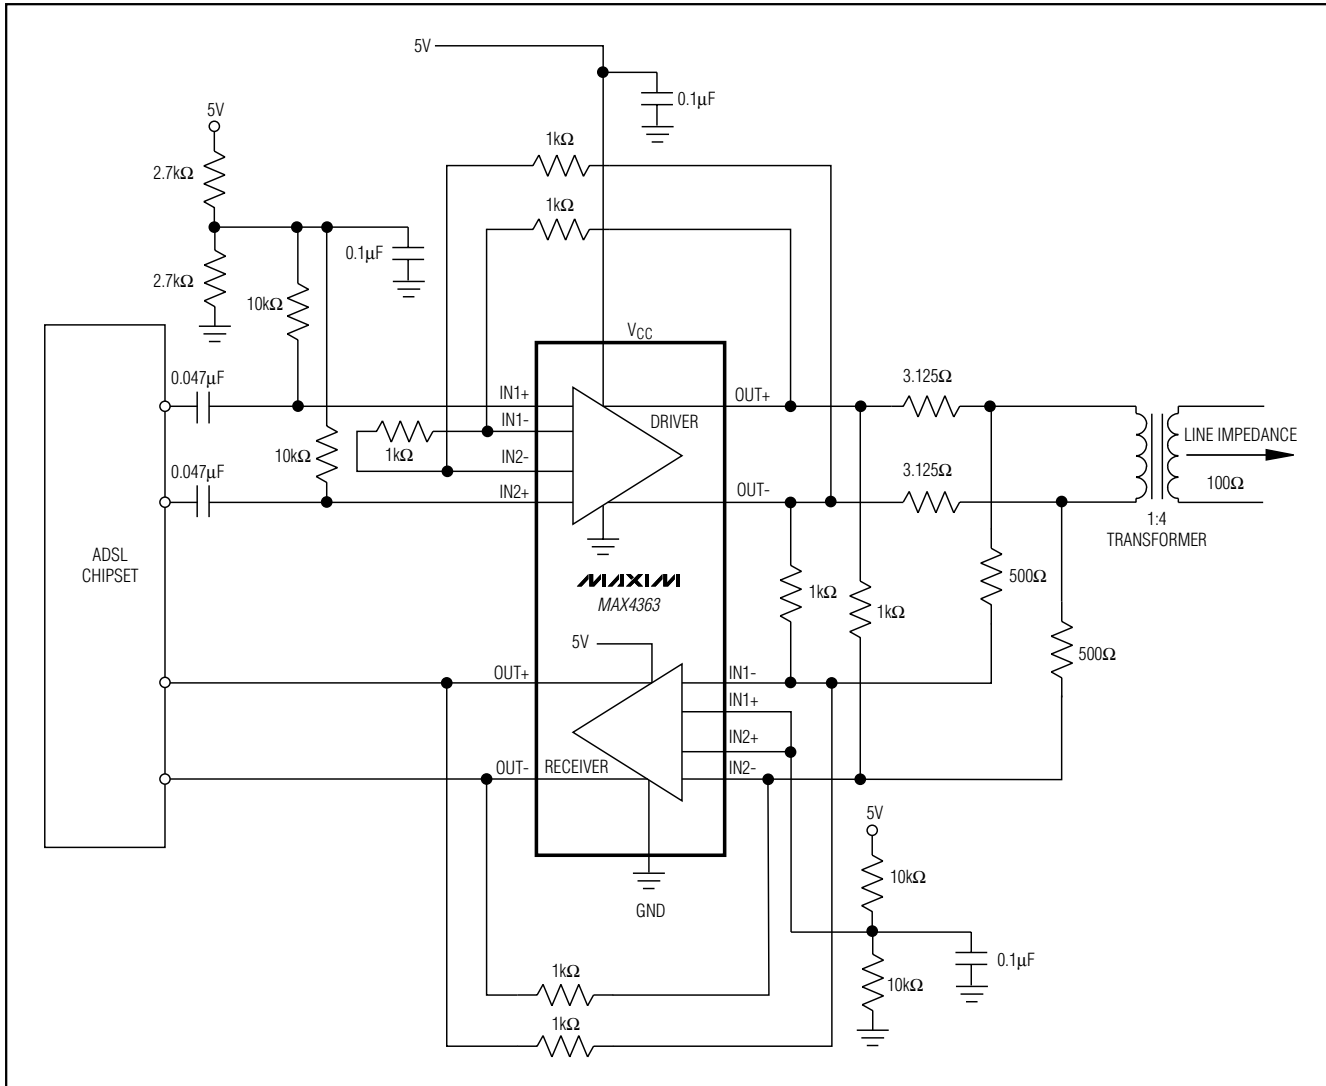 5V
0.1μF
5V
1kΩ
2.7kΩ
1kΩ
0.1μF
2.7kΩ
10kΩ
VCC
0.047μF
3.125Ω
IN1+
OUT+
IN1-
DRIVER
LINE IMPEDANCE
1kΩ
10kΩ
IN2-
0.047μF
3.125Ω
100Ω
IN2+
OUT-
1:4
TRANSFORMER
ADSL
CHIPSET
MAXIM
MAX4363
500Ω
1kΩ
1kΩ
5V
500Ω
OUT+
IN1-
IN1+
IN2+
OUT-
RECEIVER
IN2-
5V
10kΩ
GND
0.1μF
1kΩ
10kΩ
1kΩ